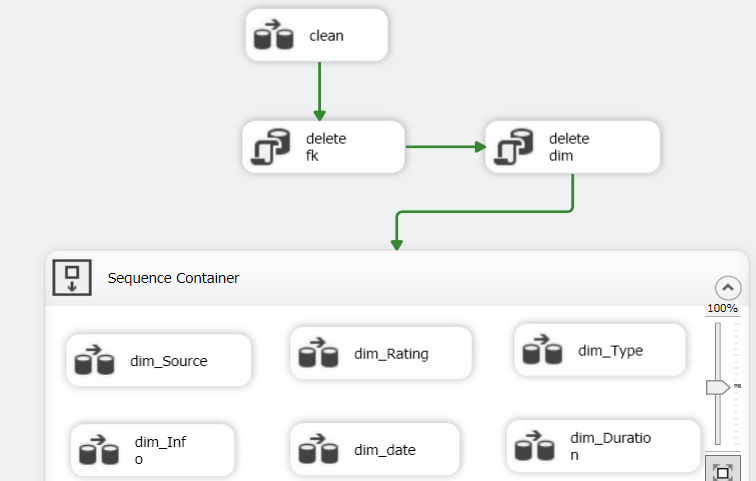 clean
delete
fk
delete
dim
Sequence Container
100%
dim_Source
dim_Rating
dim_Type
dim_Inf
o
dim_date
dim_Duratio
n